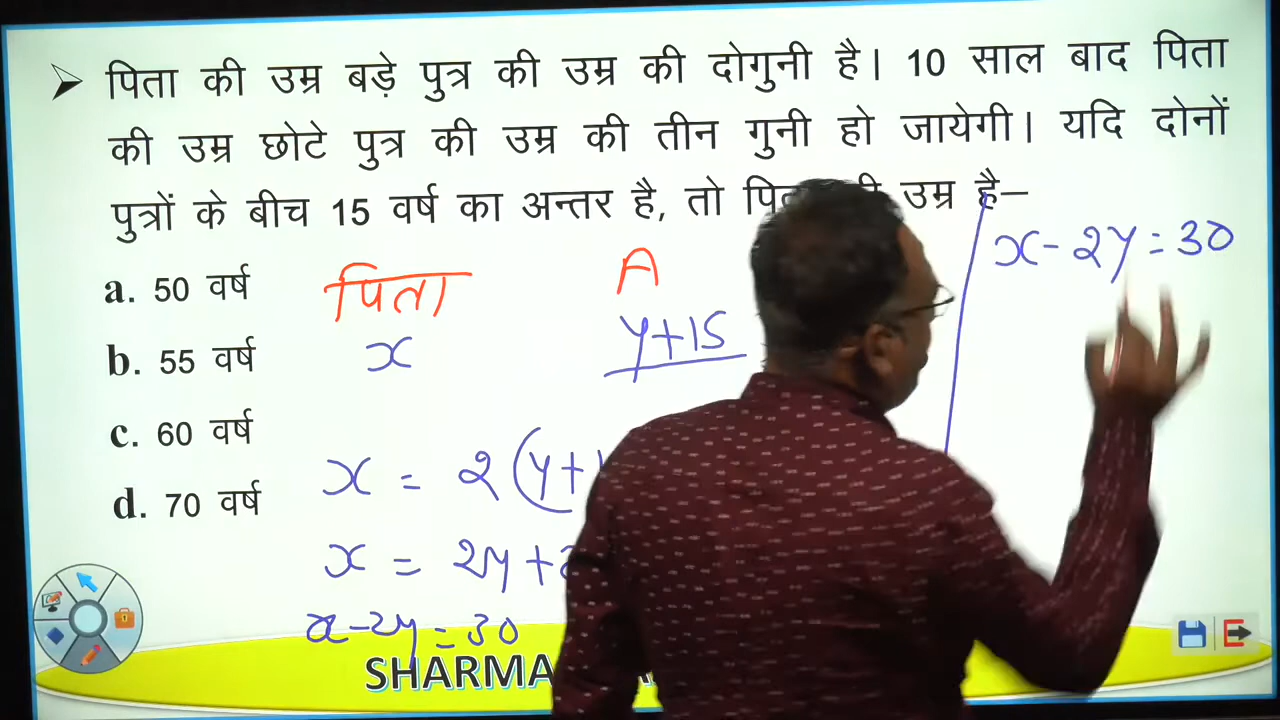 ➤ पिता की उम्र बड़े पुत्र की उम्र की दोगुनी है। 10 साल बाद पिता
की उम्र छोटे पुत्र की उम्र की तीन गुनी हो जायेगी। यदि दोनों
पुत्रों के बीच 15 वर्ष का अन्तर है, तो उम्र है–
a. 50 वर्ष
b. 55 वर्ष
c. 60 वर्ष
d. 70 वर्ष
पिता A
x y+15
x = 2(y+
x = 2y+
x-2y=30
x-2y=30
SHARMA